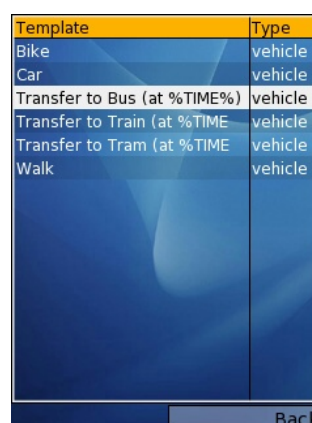 Template Type
Bike vehicle
Car vehicle
Transfer to Bus (at %TIME%) vehicle
Transfer to Train (at %TIME vehicle
Transfer to Tram (at %TIME vehicle
Walk vehicle
Bac